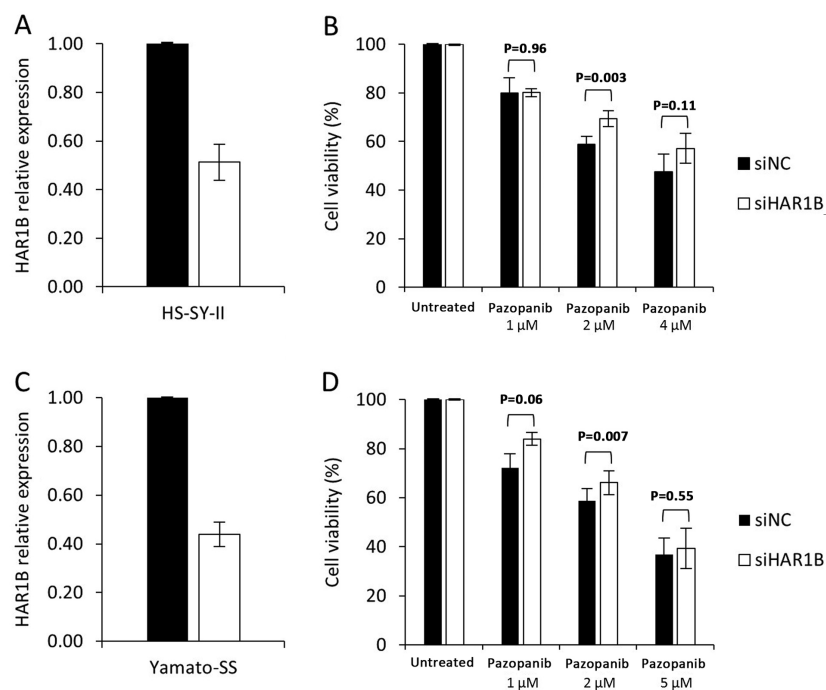 A
HAR1B relative expression
1.00
0.80
0.60
0.40
0.20
0.00
HS-SY-II
B
Cell viability (%)
100
80
60
40
20
0
P=0.96
P=0.003
P=0.11
Untreated
Pazopanib
1 μM
Pazopanib
2 μM
Pazopanib
4 μM
siNC
siHAR1B
C
HAR1B relative expression
1.00
0.80
0.60
0.40
0.20
0.00
Yamato-SS
D
Cell viability (%)
100
80
60
40
20
0
P=0.06
P=0.007
P=0.55
Untreated
Pazopanib
1 μM
Pazopanib
2 μM
Pazopanib
5 μM
siNC
siHAR1B